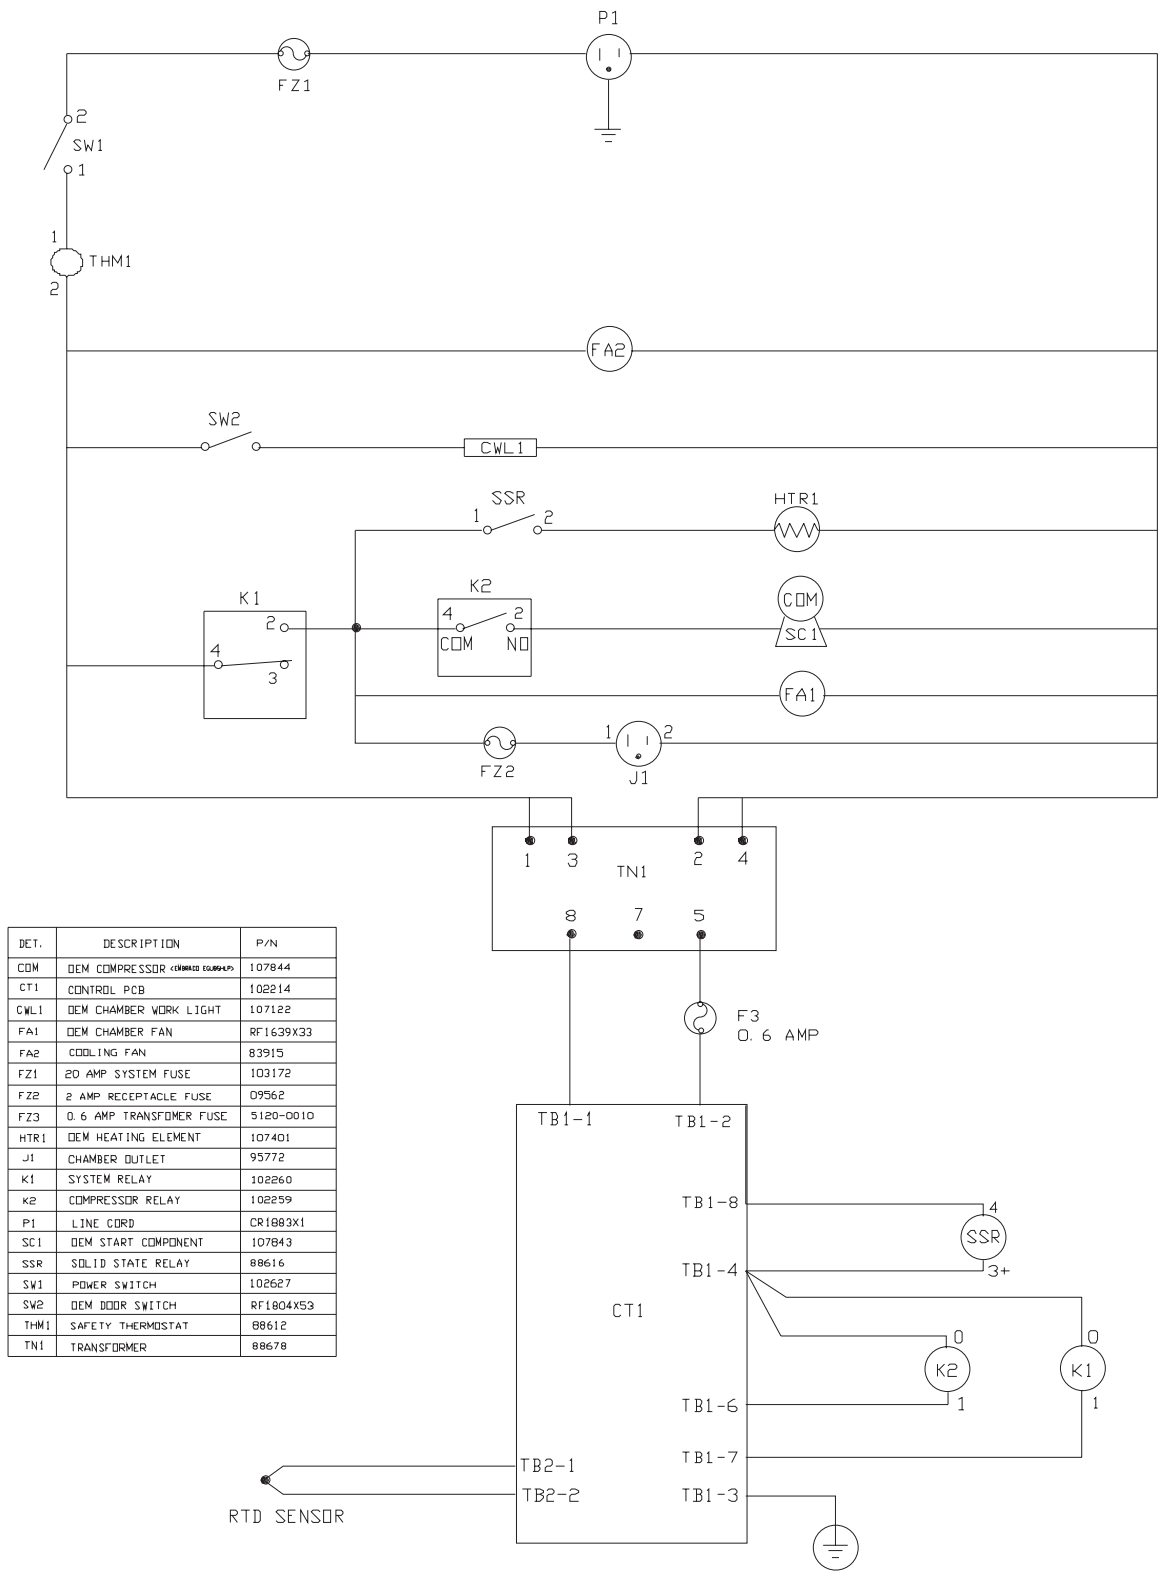 P1
FZ1
2
SW1
1
1
THM1
2
FA2
SW2
CWL1
SSR
1 2
HTR1
K1
K2
2
4 2
COM NO
COM
SC1
4
3
FA1
FZ2
1 2
J1
1 3 2 4
TN1
8 7 5
F3
0.6 AMP
DET. DESCRIPTION P/N
COM OEM COMPRESSOR 107844
CT1 CONTROL PCB 102214
CWL1 OEM CHAMBER WORK LIGHT 107122
FA1 OEM CHAMBER FAN RF1639X33
FA2 COOLING FAN 83915
FZ1 20 AMP SYSTEM FUSE 103172
FZ2 2 AMP RECEPTACLE FUSE 09562
FZ3 0.6 AMP TRANSFOMER FUSE 5120-0010
HTR1 OEM HEATING ELEMENT 107401
J1 CHAMBER OUTLET 95772
K1 SYSTEM RELAY 102260
K2 COMPRESSOR RELAY 102259
P1 LINE CORD CR1883X1
SC1 OEM START COMPONENT 107843
SSR SOLID STATE RELAY 88616
SW1 POWER SWITCH 102627
SW2 OEM DOOR SWITCH RF1804X53
THM1 SAFETY THERMOSTAT 88612
TN1 TRANSFORMER 88678
TB1-1 TB1-2
TB1-8
4
SSR
3+
TB1-4
CT1
0 0
K2 K1
1 1
TB1-6
TB1-7
TB2-1
TB2-2
TB1-3
RTD SENSOR